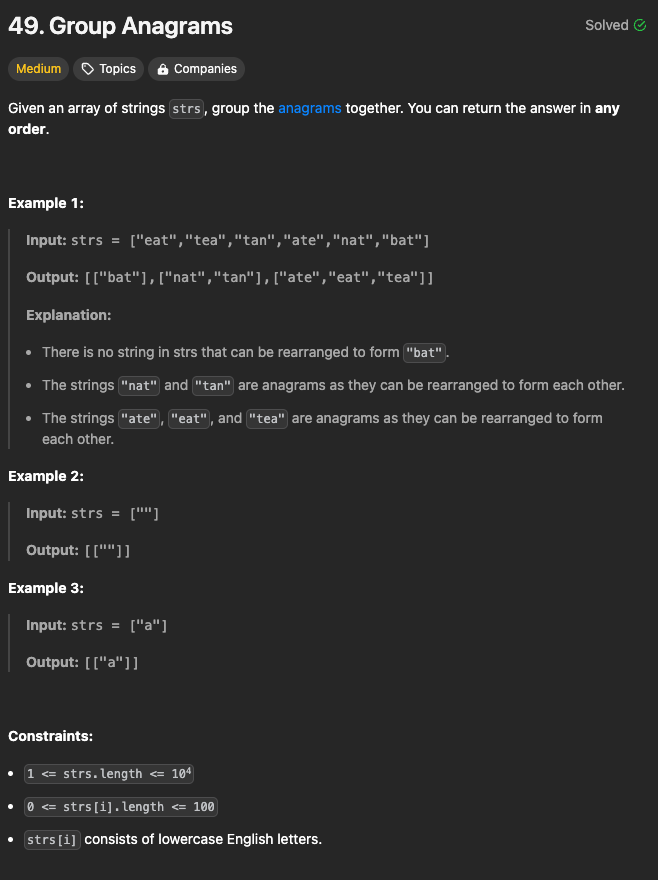 49. Group Anagrams
Solved
Medium
Topics
Companies
Given an array of strings strs, group the anagrams together. You can return the answer in any
order.
Example 1:
Input: strs = ["eat","tea","tan","ate","nat","bat"]
Output: [["bat"],["nat","tan"],["ate","eat","tea"]]
Explanation:
• There is no string in strs that can be rearranged to form "bat".
• The strings "nat" and "tan" are anagrams as they can be rearranged to form each other.
• The strings "ate", "eat", and "tea" are anagrams as they can be rearranged to form
each other.
Example 2:
Input: strs = [""]
Output: [[""]]
Example 3:
Input: strs = ["a"]
Output: [["a"]]
Constraints:
• 1 <= strs.length <= 10⁴
• 0 <= strs[i].length <= 100
• strs[i] consists of lowercase English letters.